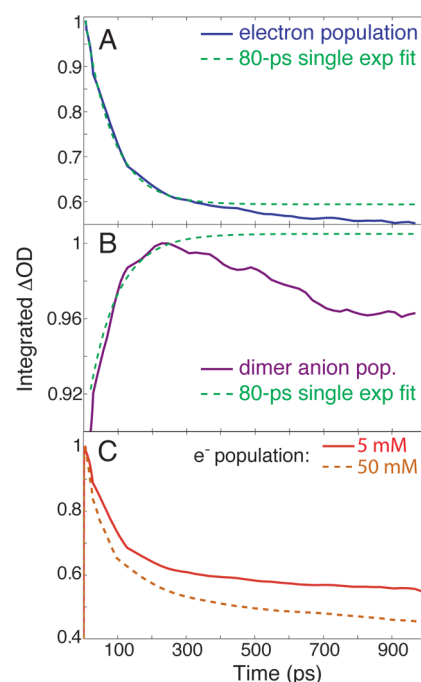 Integrated ΔOD
1
0.9
0.8
0.7
0.6
A
electron population
80-ps single exp fit
1
0.96
0.92
B
dimer anion pop.
80-ps single exp fit
1
0.8
0.6
0.4
C
e⁻ population:
5 mM
50 mM
100 300 500 700 900
Time (ps)